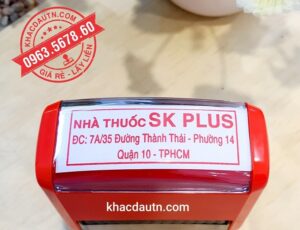 KHACDAUTN.COM
0963.5678.60
GIÁ RẺ - LẤY LIỀN
NHÀ THUỐC SK PLUS
ĐC: 7A/35 Đường Thành Thái - Phường 14
Quận 10 - TPHCM
khacdautn.com